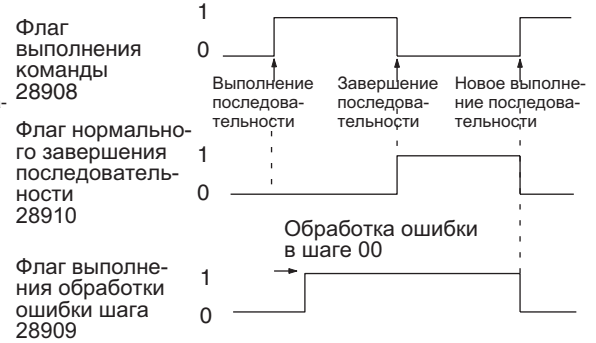 Флаг
выполнения
команды
28908
1
0
Выполнение
последова-
тельности
Завершение
последова-
тельности
Новое выполне-
ние последова-
тельности
Флаг нормально-
го завершения
последователь-
ности
28910
1
0
Обработка ошибки
в шаге 00
Флаг выполне-
ния обработки
ошибки шага
28909
1
0